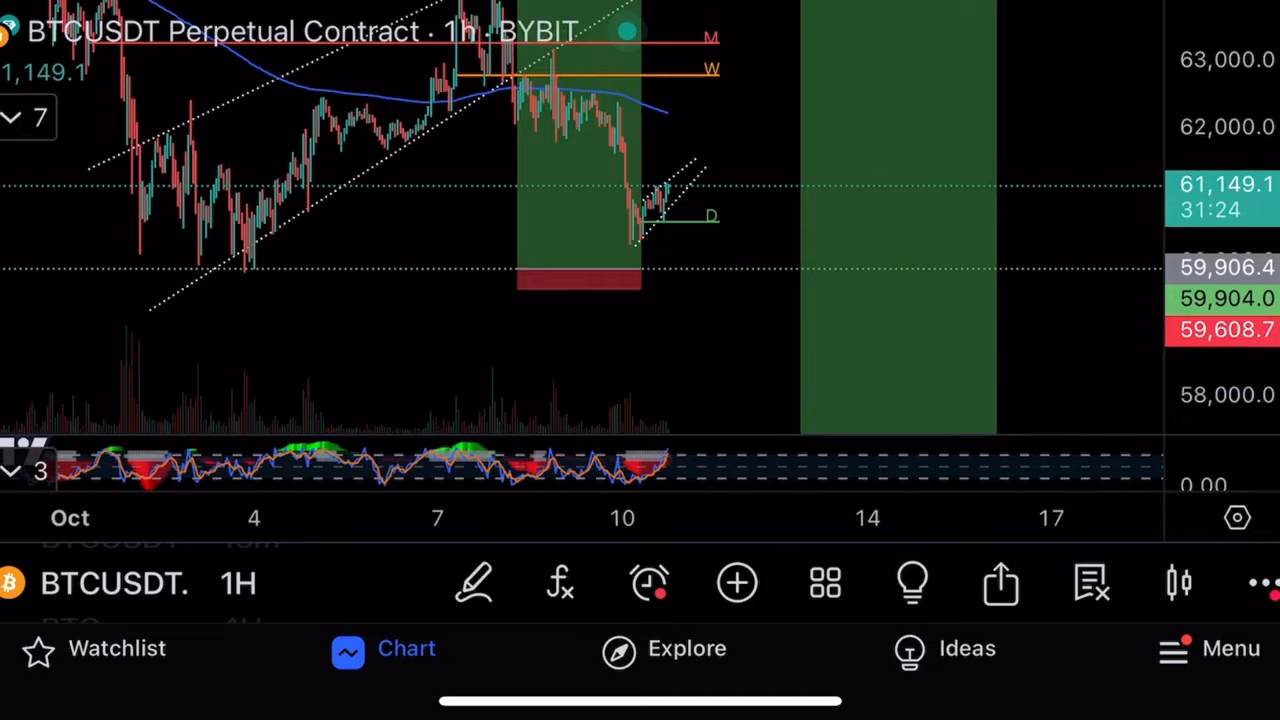 BTCUSDT Perpetual Contract · 1h · BYBIT
1,149.1
7
M
W
D
63,000.0
62,000.0
61,149.1
31:24
59,906.4
59,904.0
59,608.7
58,000.0
3
0.00
Oct 4 7 10 14 17
BTCUSDT. 1H
Watchlist Chart Explore Ideas Menu